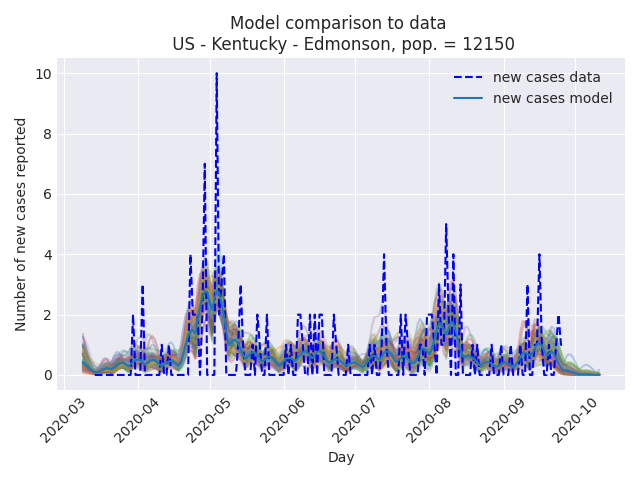 Model comparison to data
US - Kentucky - Edmonson, pop. = 12150
new cases data
new cases model
Number of new cases reported
10
8
6
4
2
0
2020-03
2020-04
2020-05
2020-06
2020-07
2020-08
2020-09
2020-10
Day